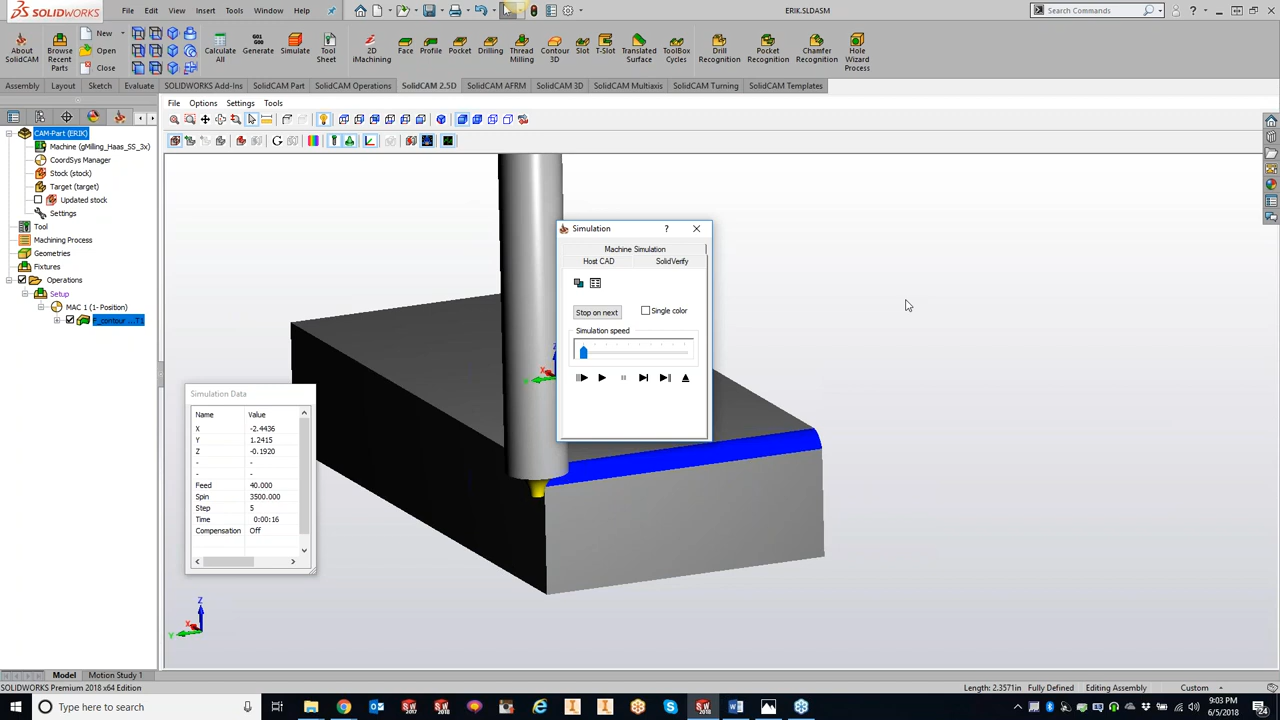 SOLIDWORKS
File Edit View Insert Tools Window Help
ERIK.SLDASM
Search Commands
About SolidCAM
Browse Recent Parts
New
Open
Close
Calculate All
Generate
Simulate
Tool Sheet
2D iMachining
Face
Profile
Pocket
Drilling
Thread Milling
Contour 3D
Slot
T-Slot
Translated Surface
ToolBox Cycles
Drill Recognition
Pocket Recognition
Chamfer Recognition
Hole Wizard Process
Assembly Layout Sketch Evaluate SOLIDWORKS Add-Ins SolidCAM Part SolidCAM Operations SolidCAM 2.5D SolidCAM AFRM SolidCAM 3D SolidCAM Multiaxis SolidCAM Turning SolidCAM Templates
File Options Settings Tools
CAM-Part (ERIK)
Machine (gMilling_Haas_SS_3x)
CoordSys Manager
Stock (stock)
Target (target)
Updated stock
Settings
Tool
Machining Process
Geometries
Fixtures
Operations
Setup
MAC 1 (1- Position)
F_contour ...T1
Simulation
Machine Simulation
Host CAD SolidVerify
Stop on next Single color
Simulation speed
Simulation Data
Name Value
X -2.4436
Y 1.2415
Z -0.1920
- -
- -
Feed 40.000
Spin 3500.000
Step 5
Time 0:00:16
Compensation Off
Z
X
Y
Z
X
Y
Model Motion Study 1
SOLIDWORKS Premium 2018 x64 Edition
Length: 2.3571in Fully Defined Editing Assembly Custom
Type here to search
9:03 PM
6/5/2018